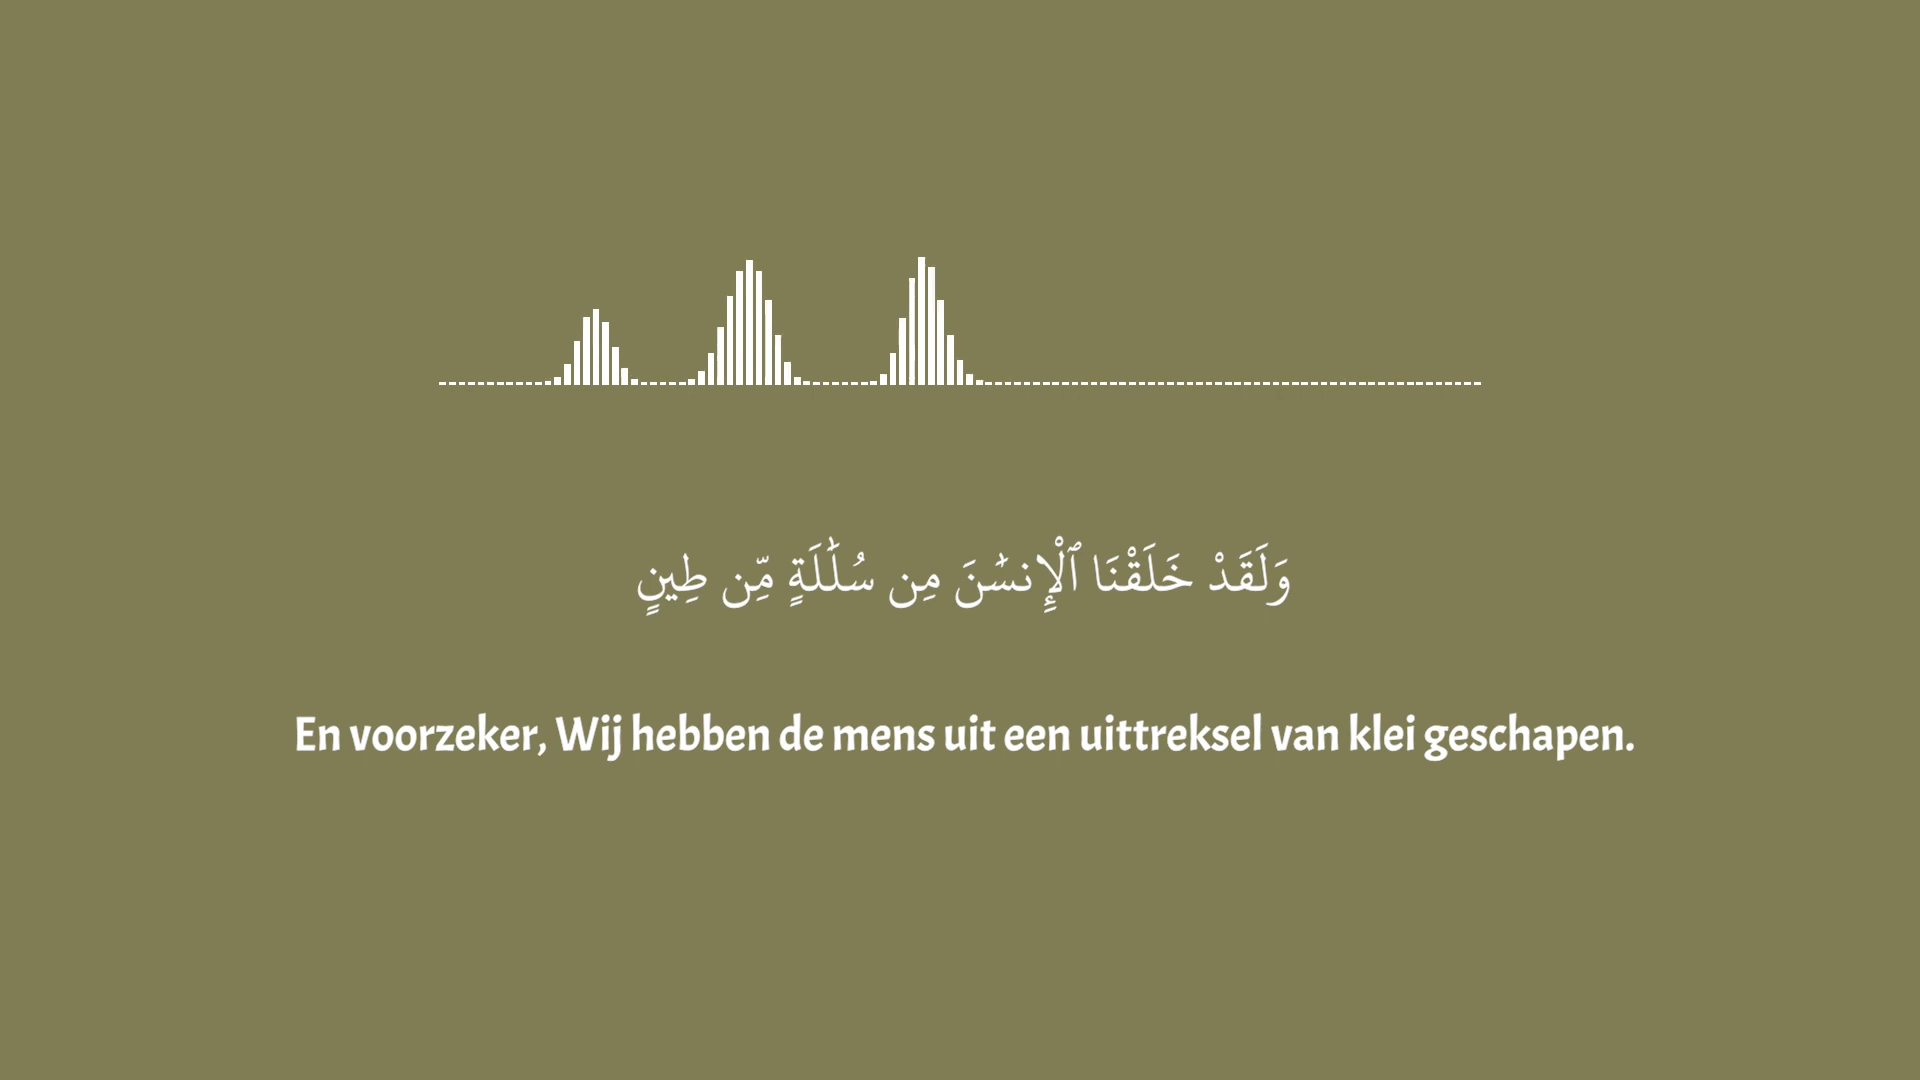 وَلَقَدْ خَلَقْنَا ٱلْإِنسَٰنَ مِن سُلَٰلَةٍ مِّن طِينٍ
En voorzeker, Wij hebben de mens uit een uittreksel van klei geschapen.